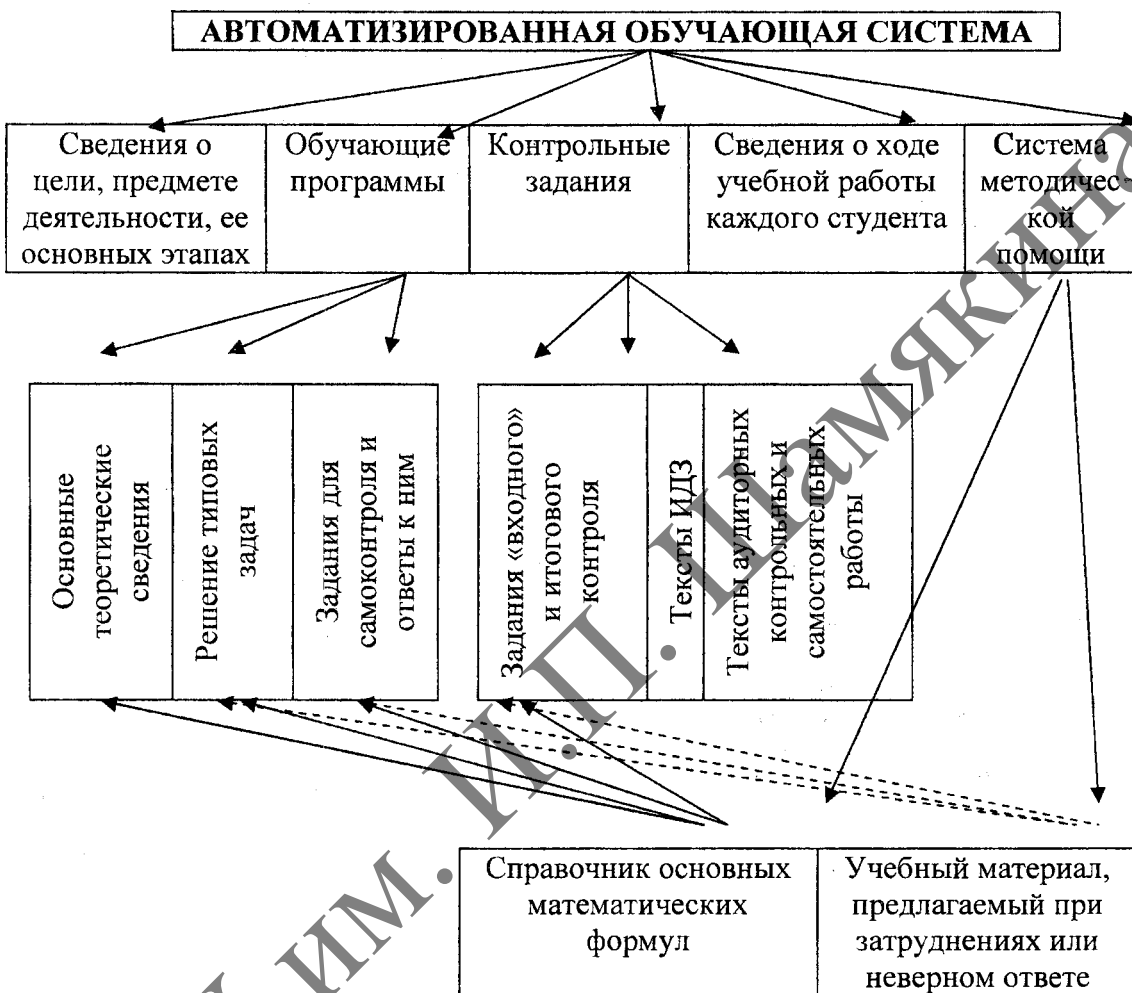 АВТОМАТИЗИРОВАННАЯ ОБУЧАЮЩАЯ СИСТЕМА
Сведения о
цели, предмете
деятельности, ее
основных этапах
Обучающие
программы
Контрольные
задания
Сведения о ходе
учебной работы
каждого студента
Система
методичес-
кой
помощи
Основные
теоретические
сведения
Решение типовых
задач
Задания для
самоконтроля и
ответы к ним
Задания «входного»
и итогового
контроля
Тексты ИДЗ
Тексты аудиторных
контрольных и
самостоятельных
работы
Справочник основных
математических
формул
Учебный материал,
предлагаемый при
затруднениях или
неверном ответе
им. И.П. Шамякина